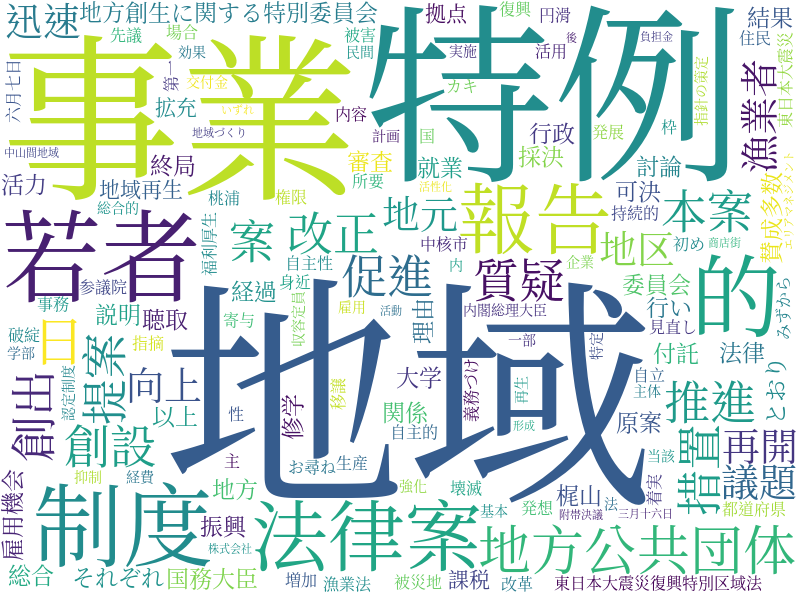 迅速
地方創生に関する特別委員会
拠点
復興
円滑
結果
先議
場合
被害
住民
効果
民間
実施
後
負担金
活用
事業
特例
六月七日
第一
交付金
カキ
指針の策定
東日本大震災
拡充
いずれ
内容
枠
漁業者
地域づくり
計画
国
行政
発展
中山間地域
終局
審査
就業
採決
討論
活力
地域再生
桃浦
権限
所要
活性化
可決
賛成多数
エリアマネジメント
若者
総合的
福利厚生
案
改正
地元
報告
持続的
本案
中核市
地区
初め
商店街
参議院
自主性
促進
質疑
内
企業
委員会
的
事務
説明
聴取
経過
身近
雇用
活動
理由
内閣総理大臣
行い
見直し
みずから
破綻
学部
日
指摘
寄与
収容定員
一部
特定
付託
法律
提案
認定制度
向上
修学
移譲
大学
義務づけ
再生
自立
主体
とおり
創出
以上
性
関係
自主的
形成
原案
推進
創設
主
地域
当該
再開
雇用機会
抑制
経費
地方
お尋ね
生産
強化
壊滅
発想
梶山
法
着実
措置
議題
制度
振興
法律案
基本
附帯決議
三月十六日
都道府県
株式会社
地方公共団体
総合
それぞれ
国務大臣
増加
漁業法
被災地
課税
改革
東日本大震災復興特別区域法